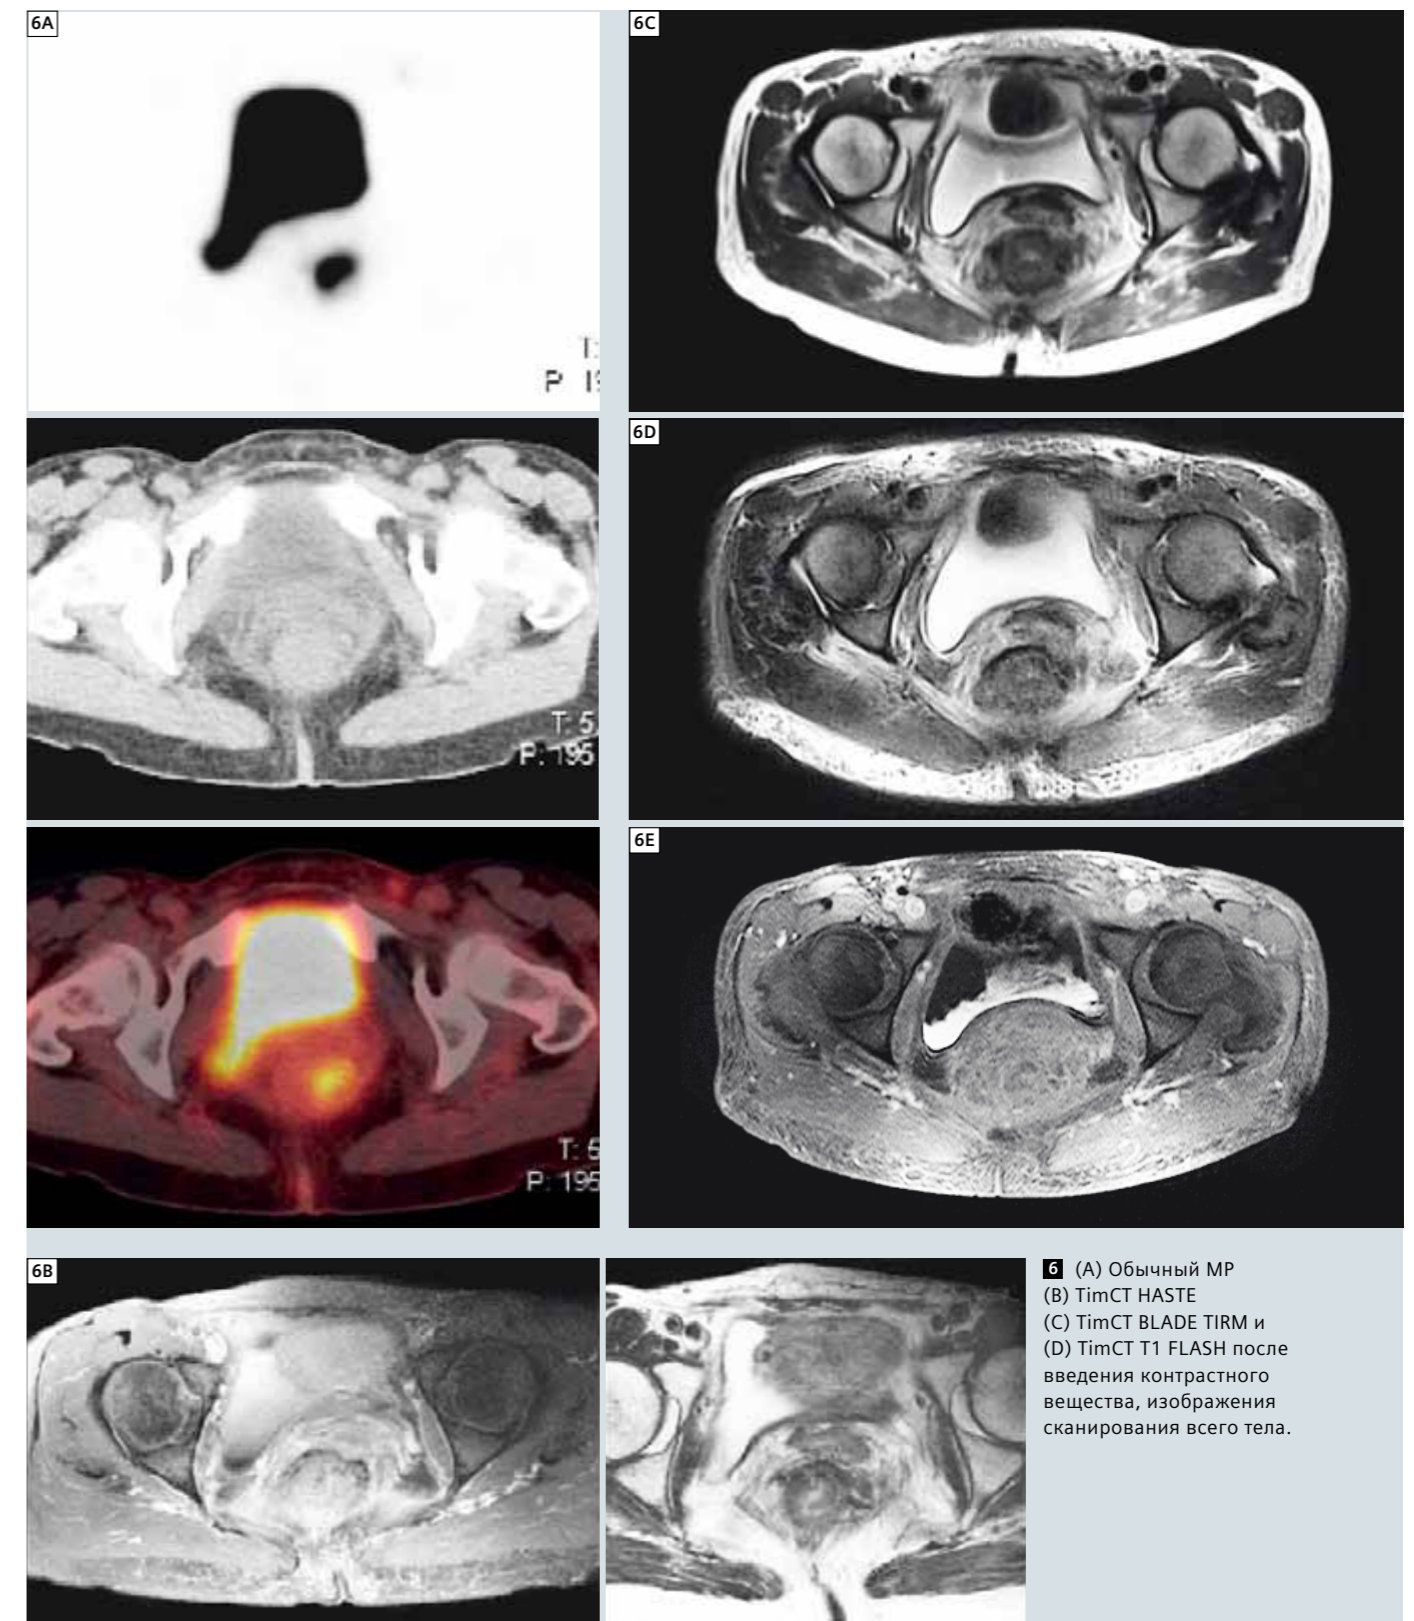 6A
T:
P
6C
T: 5
P: 195
6D
T: 5
P: 195
6E
6B
6 (A) Обычный МР
(B) TimCT HASTE
(C) TimCT BLADE TIRM и
(D) TimCT T1 FLASH после
введения контрастного
вещества, изображения
сканирования всего тела.